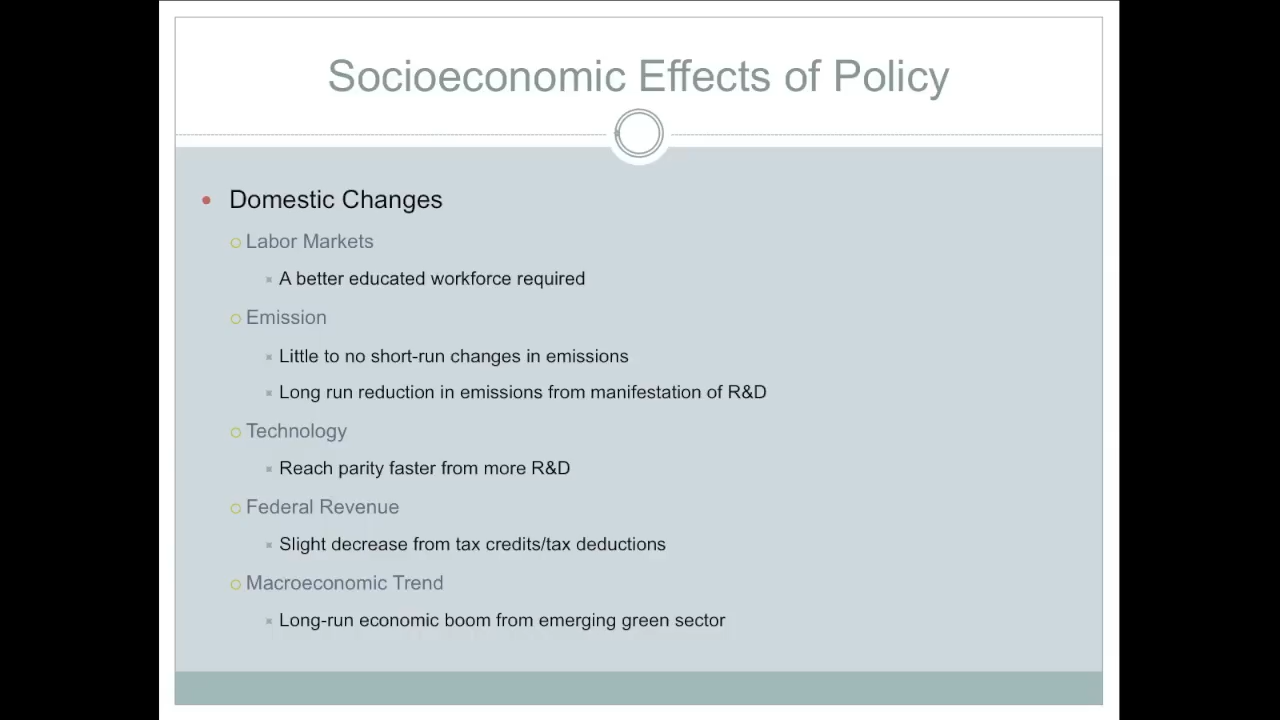 Socioeconomic Effects of Policy
Domestic Changes
Labor Markets
A better educated workforce required
Emission
Little to no short-run changes in emissions
Long run reduction in emissions from manifestation of R&D
Technology
Reach parity faster from more R&D
Federal Revenue
Slight decrease from tax credits/tax deductions
Macroeconomic Trend
Long-run economic boom from emerging green sector